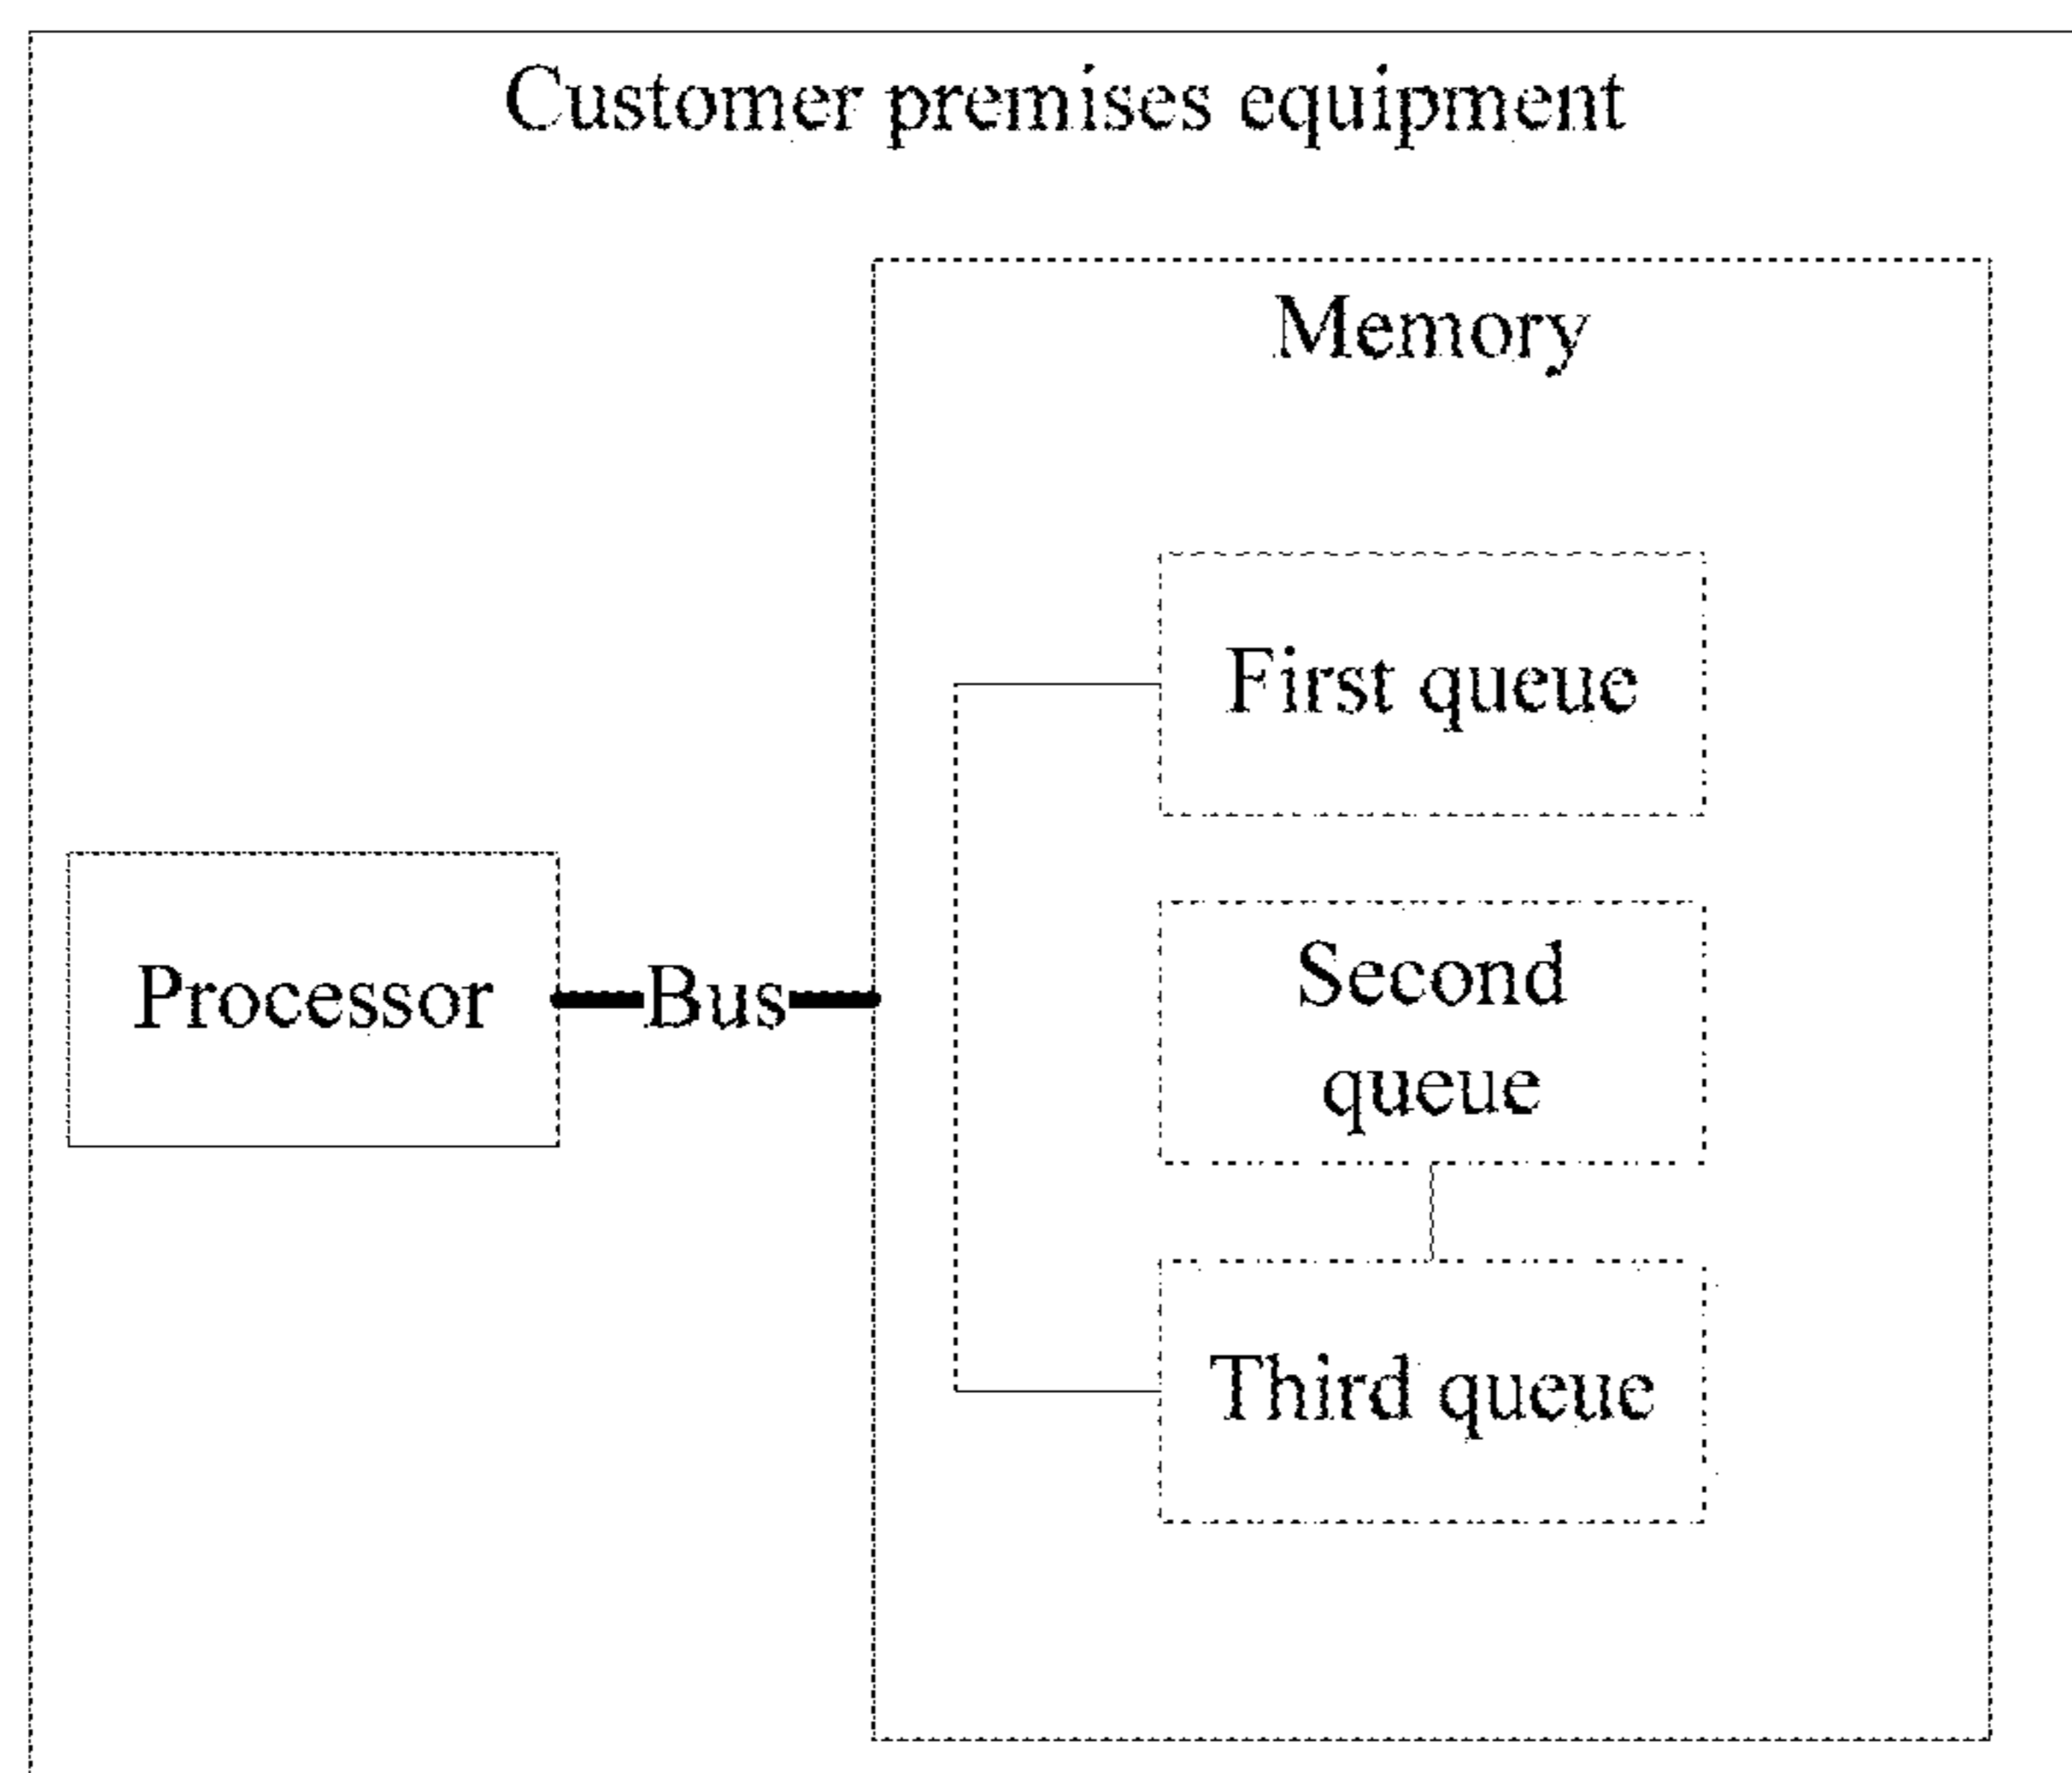 Customer premises equipment
Memory
First queue
Processor
Bus
Second
queue
Third queue